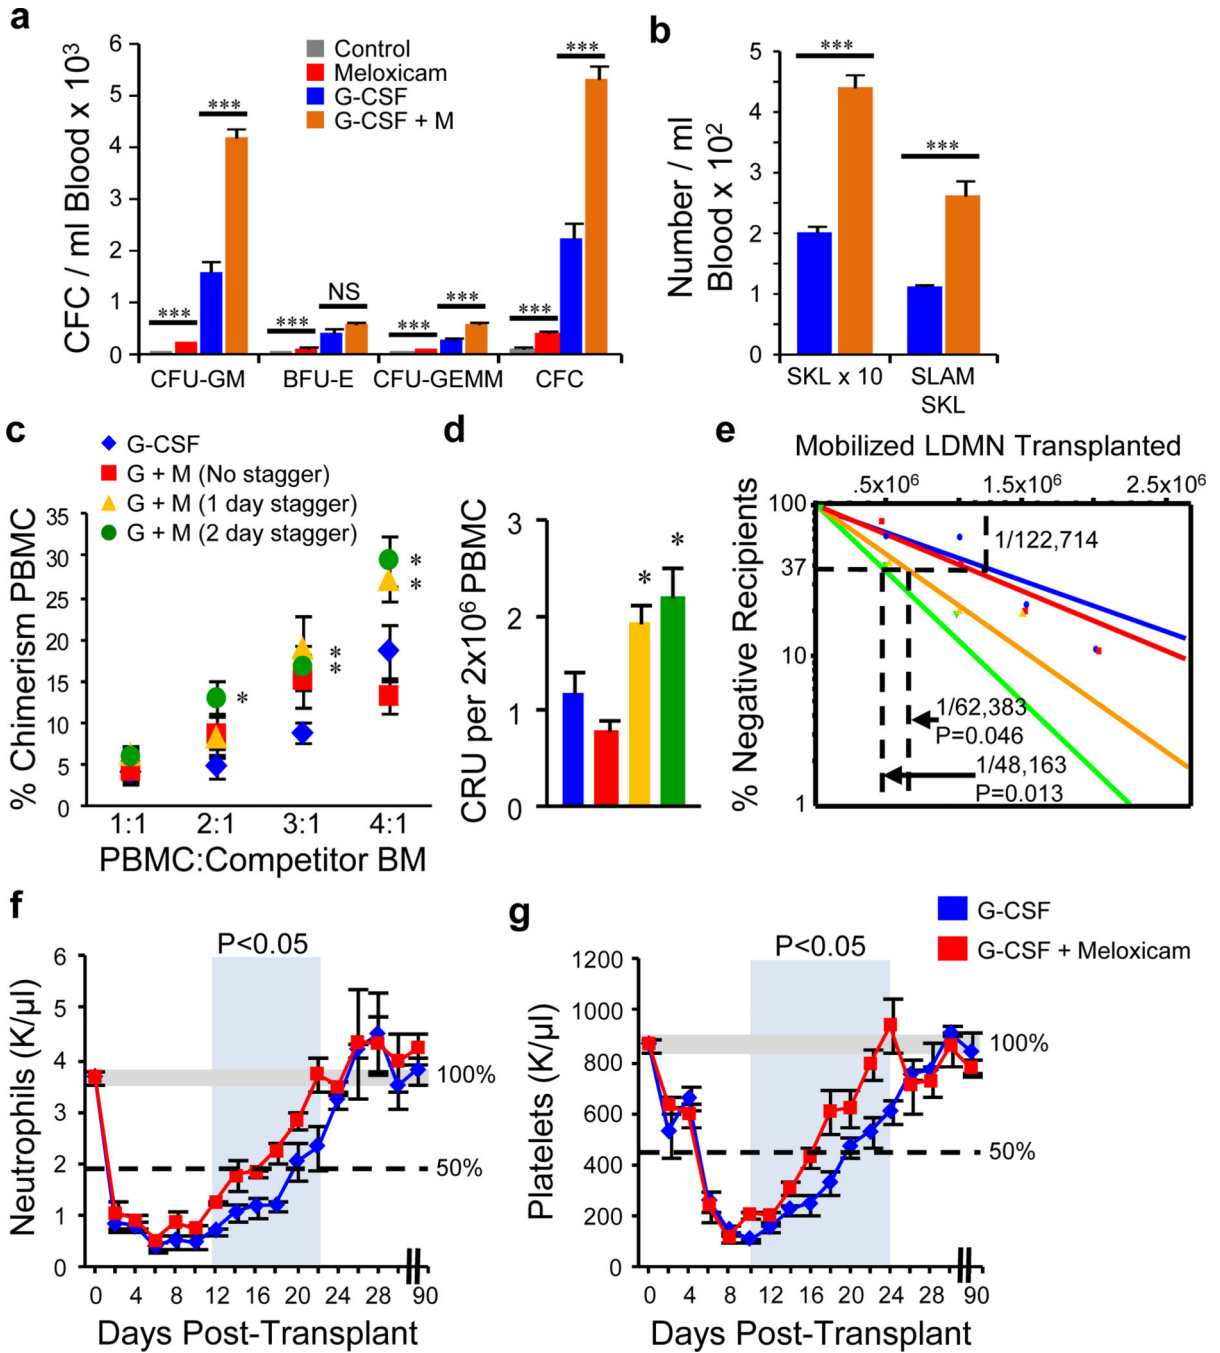 a
CFC / ml Blood x 10³
6
5
4
3
2
1
0
Control
Meloxicam
G-CSF
G-CSF + M
***
***
***
NS
***
***
***
***
CFU-GM
BFU-E
CFU-GEMM
CFC
b
Number / ml
Blood x 10²
5
4
3
2
1
0
***
***
SKL x 10
SLAM
SKL
c
G-CSF
G + M (No stagger)
G + M (1 day stagger)
G + M (2 day stagger)
% Chimerism PBMC
35
30
25
20
15
10
5
0
*
*
*
*
*
1:1
2:1
3:1
4:1
PBMC:Competitor BM
d
CRU per 2x10⁶ PBMC
3
2
1
0
*
*
e
Mobilized LDMN Transplanted
.5x10⁶
1.5x10⁶
2.5x10⁶
% Negative Recipients
100
37
10
1
1/122,714
1/62,383
P=0.046
1/48,163
P=0.013
f
P<0.05
Neutrophils (K/µl)
6
5
4
3
2
1
0
100%
50%
0
4
8
12
16
20
24
28
90
Days Post-Transplant
g
G-CSF
G-CSF + Meloxicam
P<0.05
Platelets (K/µl)
1200
1000
800
600
400
200
0
100%
50%
0
4
8
12
16
20
24
28
90
Days Post-Transplant